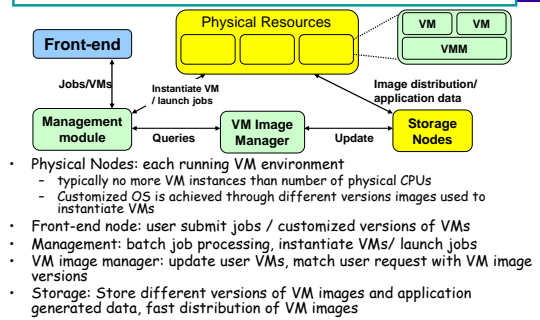 Physical Resources
VM
VM
VMM
Front-end
Jobs/VMs
Instantiate VM
/ launch jobs
Image distribution/
application data
Management
module
Queries
VM Image
Manager
Update
Storage
Nodes
• Physical Nodes: each running VM environment
- typically no more VM instances than number of physical CPUs
- Customized OS is achieved through different versions images used to
instantiate VMs
• Front-end node: user submit jobs / customized versions of VMs
• Management: batch job processing, instantiate VMs/ launch jobs
• VM image manager: update user VMs, match user request with VM image
versions
• Storage: Store different versions of VM images and application
generated data, fast distribution of VM images